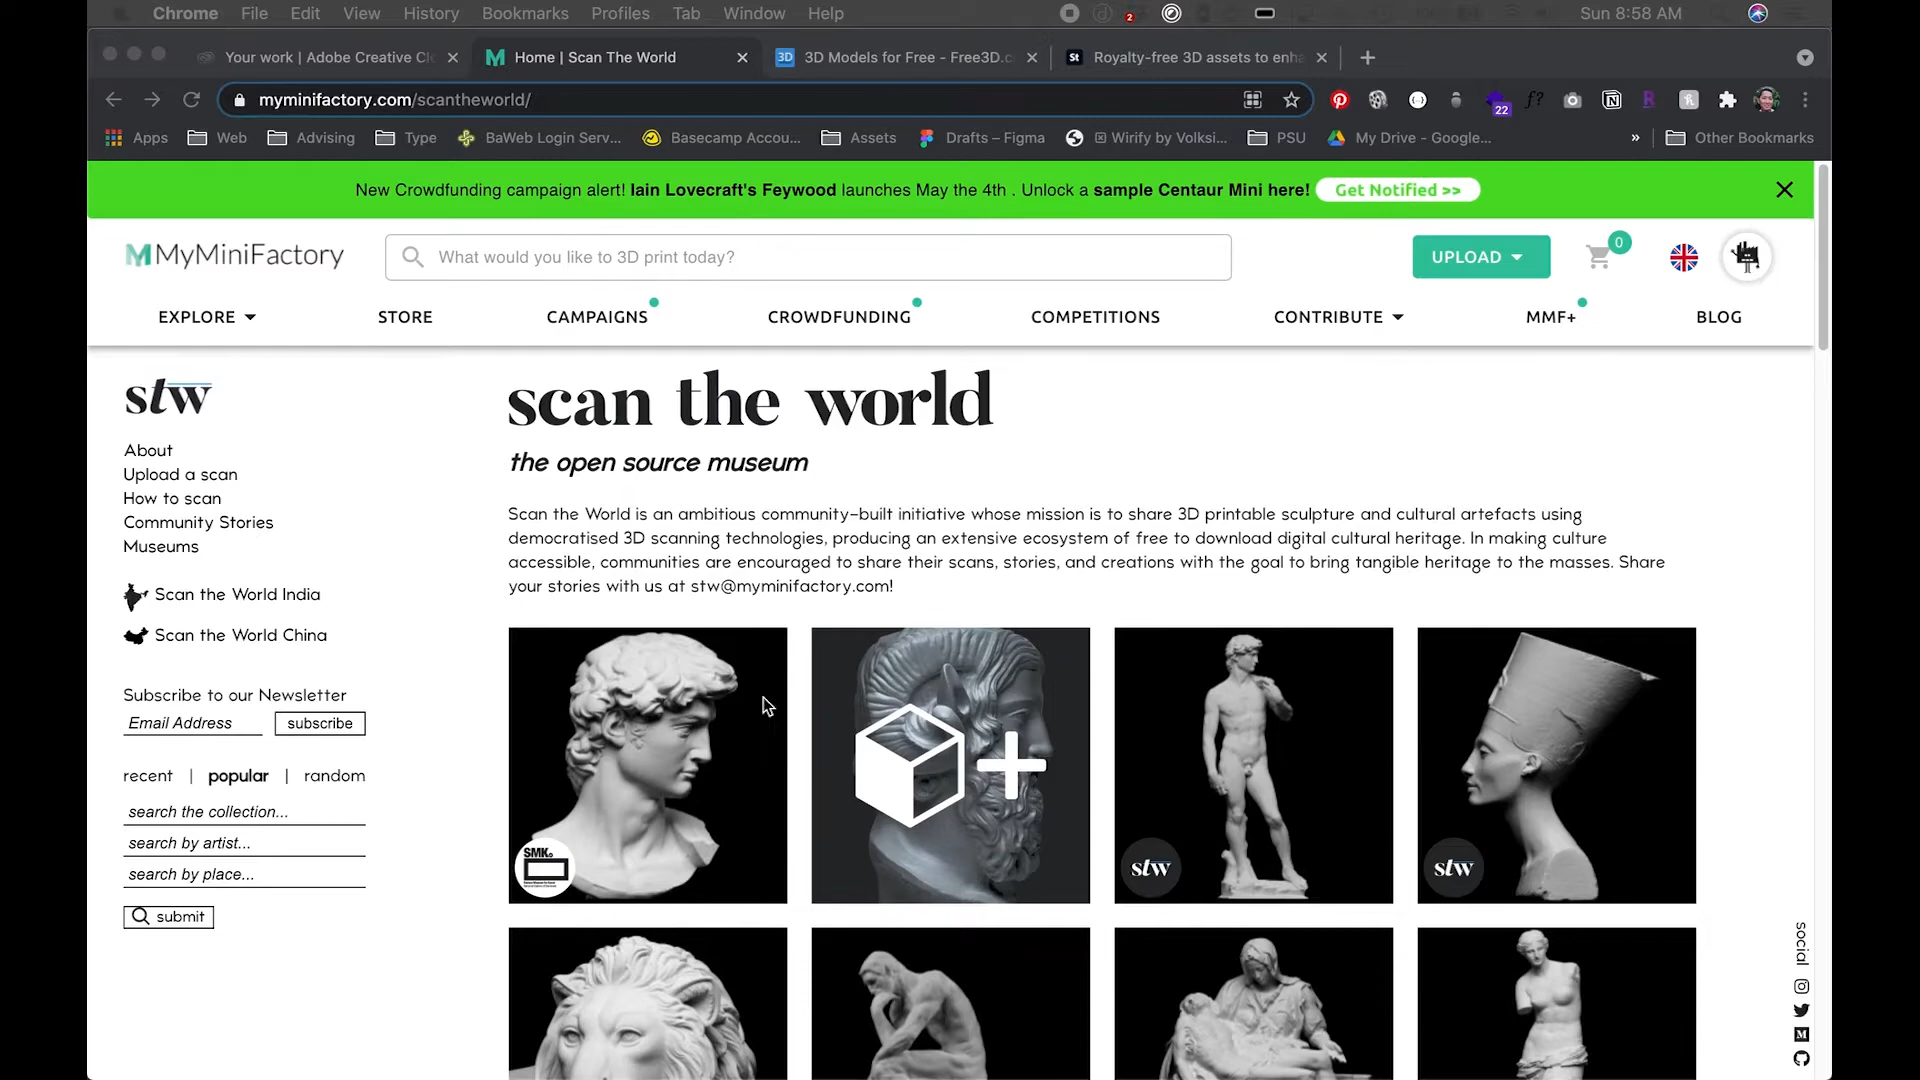 Chrome File Edit View History Bookmarks Profiles Tab Window Help 2 Sun 8:58 AM
Your work | Adobe Creative Clo Home | Scan The World 3D 3D Models for Free - Free3D.c St Royalty-free 3D assets to enha
myminifactory.com/scantheworld/ f? 22
Apps Web Advising Type BaWeb Login Serv... Basecamp Accou... Assets Drafts – Figma Wirify by Volksi... PSU My Drive - Google... » Other Bookmarks
New Crowdfunding campaign alert! Iain Lovecraft's Feywood launches May the 4th . Unlock a sample Centaur Mini here! Get Notified >>
MyMiniFactory What would you like to 3D print today? UPLOAD 0
EXPLORE STORE CAMPAIGNS CROWDFUNDING COMPETITIONS CONTRIBUTE MMF+ BLOG
stw
About
Upload a scan
How to scan
Community Stories
Museums
Scan the World India
Scan the World China
Subscribe to our Newsletter
Email Address subscribe
recent | popular | random
search the collection...
search by artist...
search by place...
submit
scan the world
the open source museum
Scan the World is an ambitious community-built initiative whose mission is to share 3D printable sculpture and cultural artefacts using
democratised 3D scanning technologies, producing an extensive ecosystem of free to download digital cultural heritage. In making culture
accessible, communities are encouraged to share their scans, stories, and creations with the goal to bring tangible heritage to the masses. Share
your stories with us at stw@myminifactory.com!
SMK
stw
stw
social